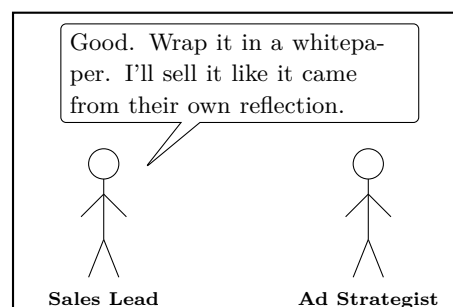 Good. Wrap it in a whitepa-
per. I'll sell it like it came
from their own reflection.
Sales Lead
Ad Strategist